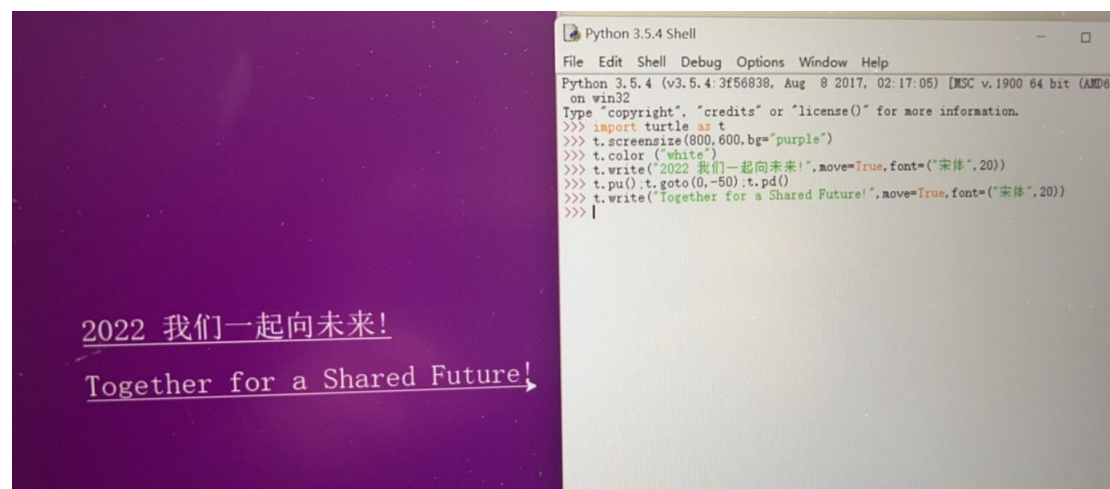 2022 我们一起向未来!
Together for a Shared Future!
Python 3.5.4 Shell
File Edit Shell Debug Options Window Help
Python 3.5.4 (v3.5.4:3f56838, Aug 8 2017, 02:17:05) [MSC v.1900 64 bit (AMD6
on win32
Type "copyright", "credits" or "license()" for more information.
>>> import turtle as t
>>> t.screensize(800,600,bg="purple")
>>> t.color ("white")
>>> t.write("2022 我们一起向未来!",move=True,font=("宋体",20))
>>> t.pu();t.goto(0,-50);t.pd()
>>> t.write("Together for a Shared Future!",move=True,font=("宋体",20))
>>>